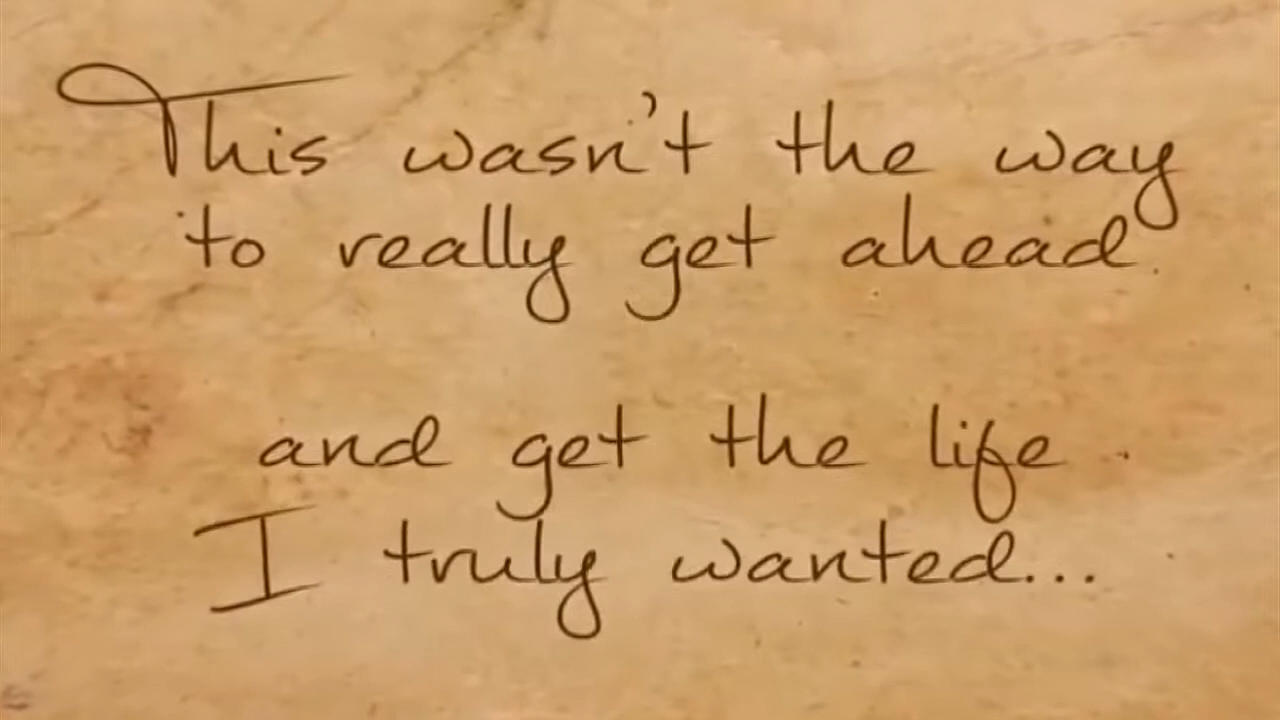 This wasn't the way
to really get ahead
and get the life
I truly wanted...